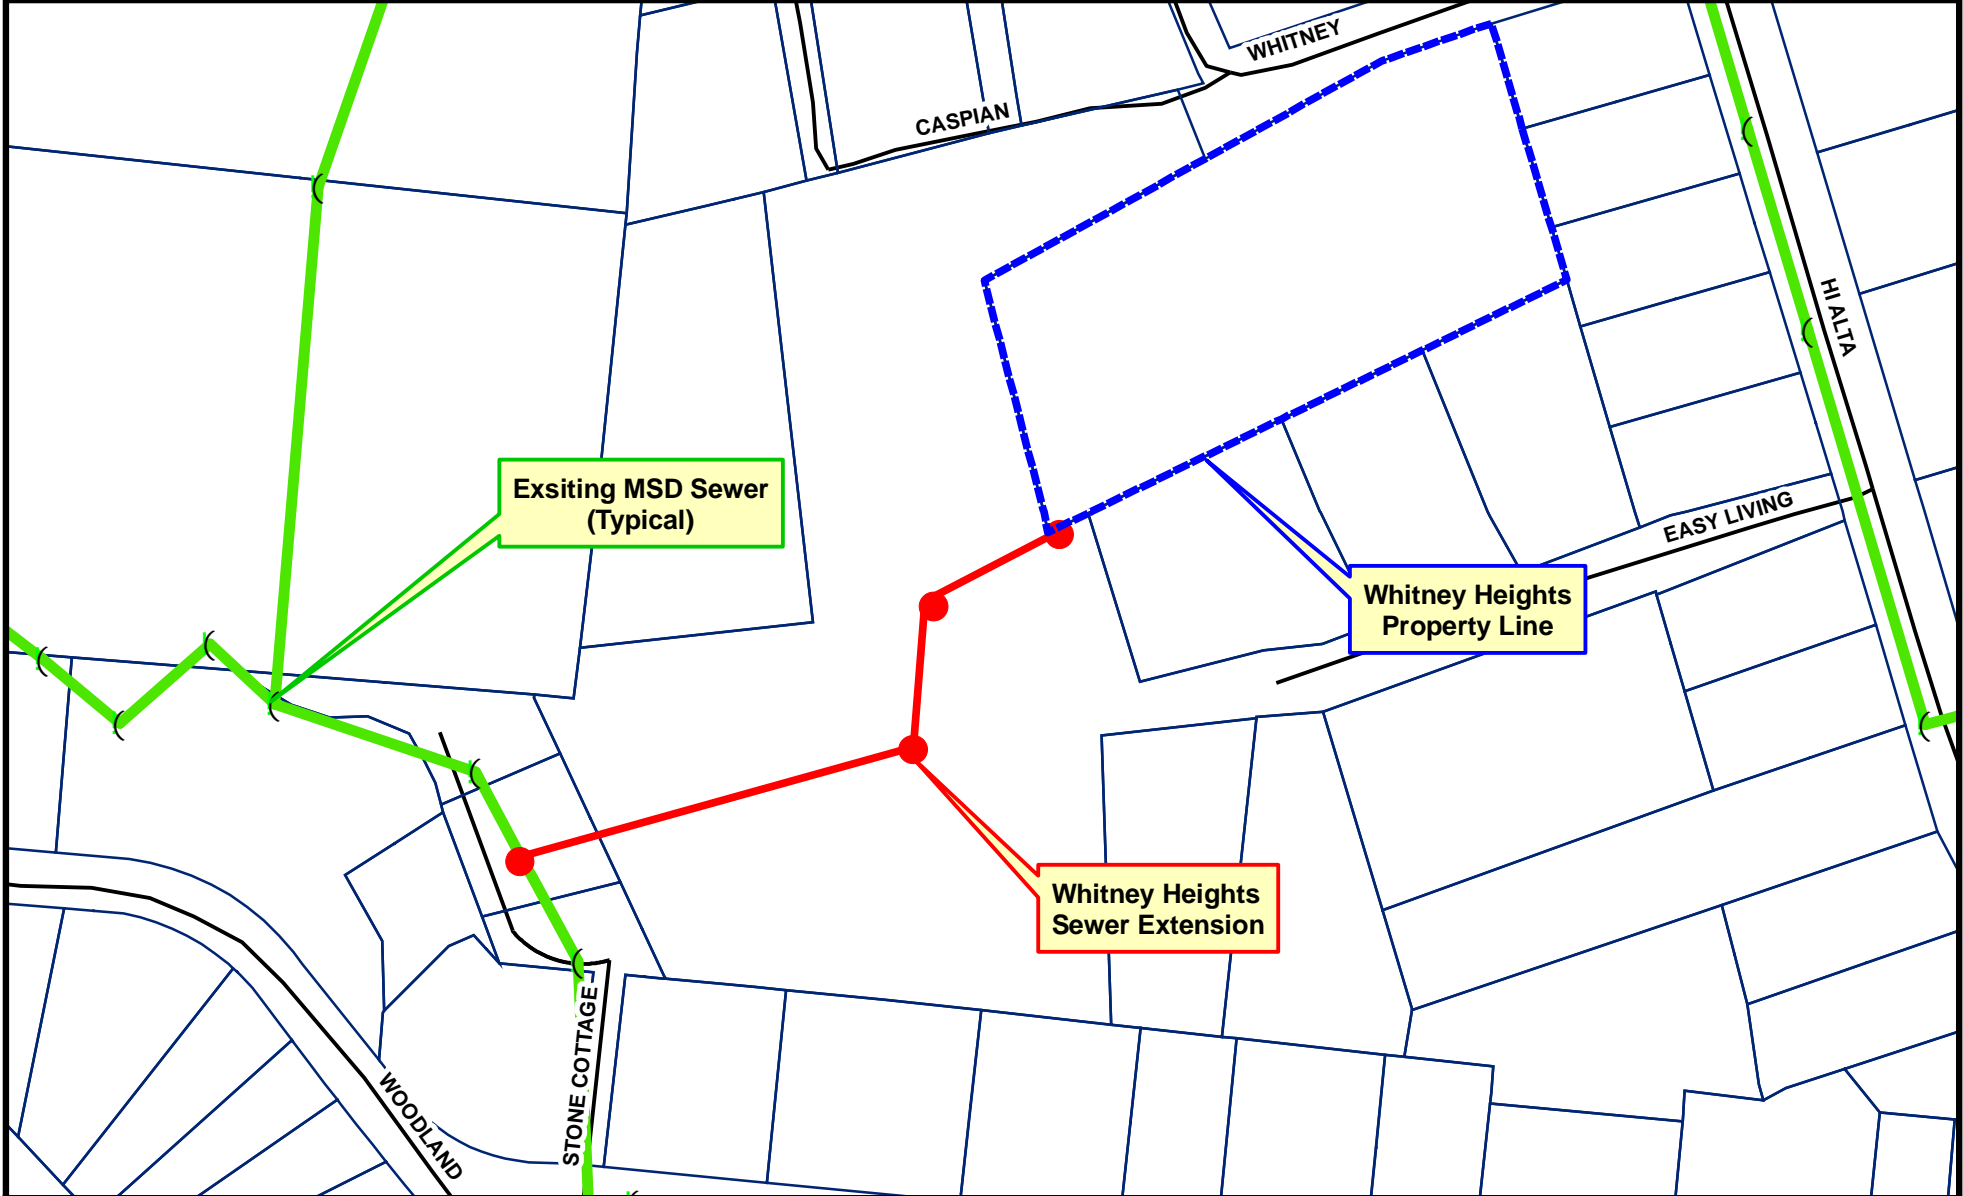 WHITNEY
CASPIAN
HI ALTA
Exsiting MSD Sewer
(Typical)
EASY LIVING
Whitney Heights
Property Line
Whitney Heights
Sewer Extension
STONE COTTAGE
WOODLAND